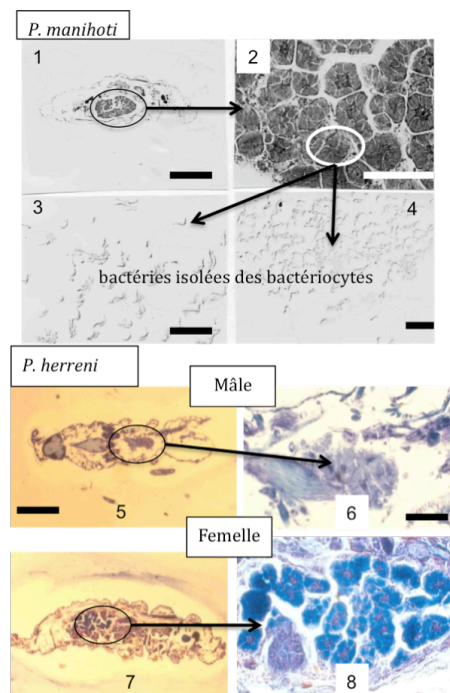 P. manihoti
1
2
3
4
bactéries isolées des bactériocytes
P. herreni
Mâle
5
6
Femelle
7
8